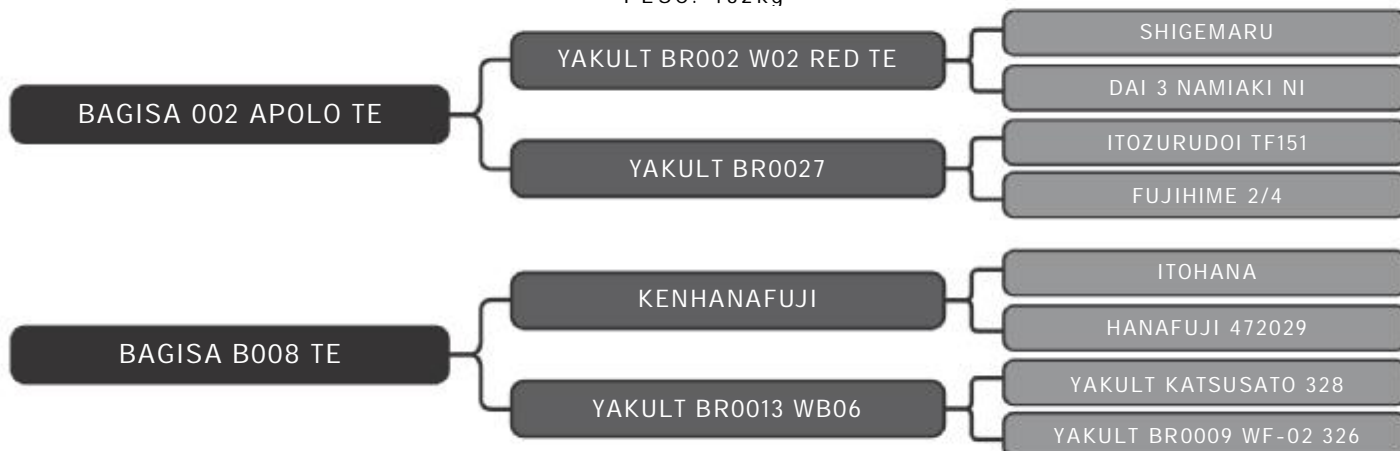 PESO:
BAGISA 002 APOLO TE
YAKULT BR002 W02 RED TE
SHIGEMARU
DAI 3 NAMIAKI NI
YAKULT BR0027
ITOZURUDOI TF151
FUJIHIME 2/4
BAGISA B008 TE
KENHANAFUJI
ITOHANA
HANAFUJI 472029
YAKULT BR0013 WB06
YAKULT KATSUSATO 328
YAKULT BR0009 WF-02 326